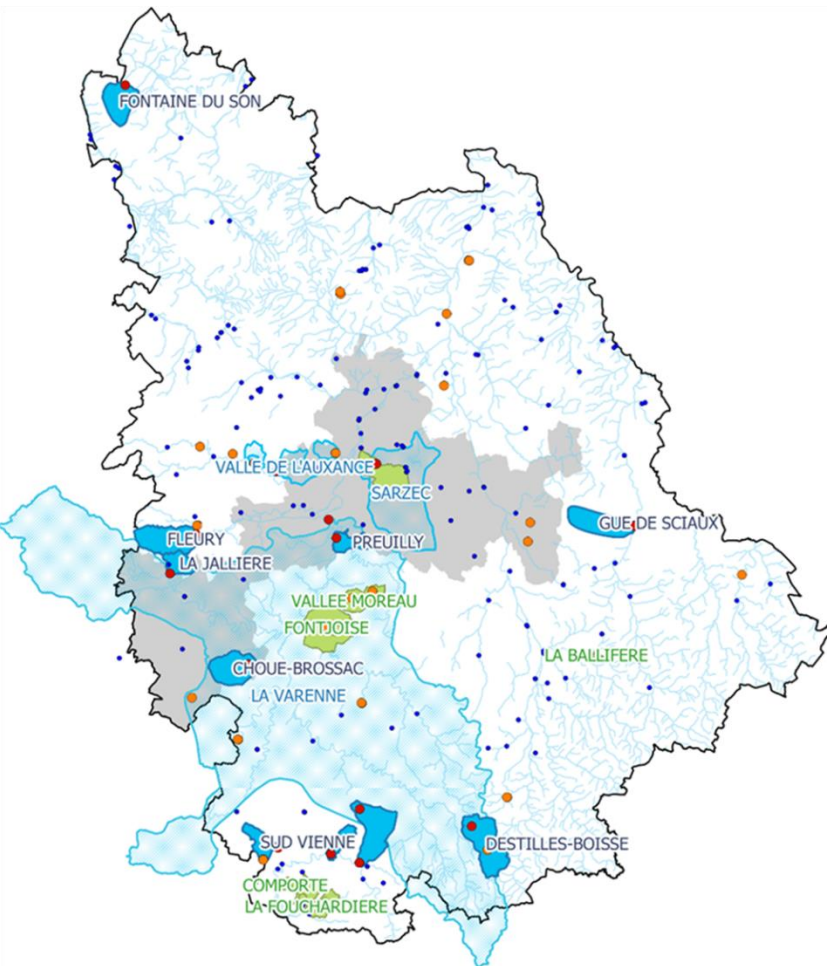 FONTAINE DU SON
VALLE DE L'AUXANCE
SARZEC
GUE DE SCIAUX
FLEURY
PREUILLY
LA JALLIERE
VALLEE MOREAU
FONTJOISE
LA BALLIFERE
CHOUE-BROSSAC
LA VARENNE
SUD VIENNE
DESTILLES-BOISSE
COMPORTE
LA FOUCHARDIERE